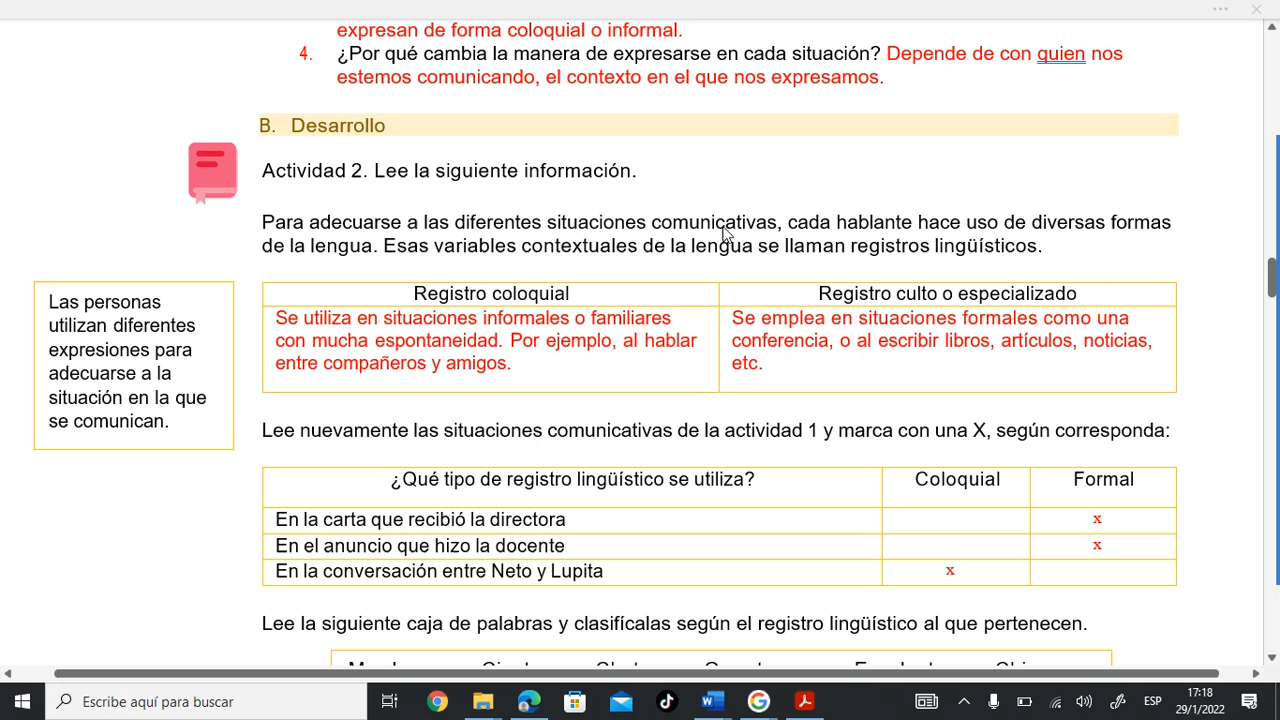 expresan de forma coloquial o informal.
4. ¿Por qué cambia la manera de expresarse en cada situación? Depende de con quien nos
estemos comunicando, el contexto en el que nos expresamos.
B. Desarrollo
Actividad 2. Lee la siguiente información.
Para adecuarse a las diferentes situaciones comunicativas, cada hablante hace uso de diversas formas
de la lengua. Esas variables contextuales de la lengua se llaman registros lingüísticos.
Las personas
utilizan diferentes
expresiones para
adecuarse a la
situación en la que
se comunican.
Registro coloquial
Registro culto o especializado
Se utiliza en situaciones informales o familiares
con mucha espontaneidad. Por ejemplo, al hablar
entre compañeros y amigos.
Se emplea en situaciones formales como una
conferencia, o al escribir libros, artículos, noticias,
etc.
Lee nuevamente las situaciones comunicativas de la actividad 1 y marca con una X, según corresponda:
¿Qué tipo de registro lingüístico se utiliza? Coloquial Formal
En la carta que recibió la directora x
En el anuncio que hizo la docente x
En la conversación entre Neto y Lupita x
Lee la siguiente caja de palabras y clasifícalas según el registro lingüístico al que pertenecen.
Escribe aquí para buscar
ESP
17:18
29/1/2022